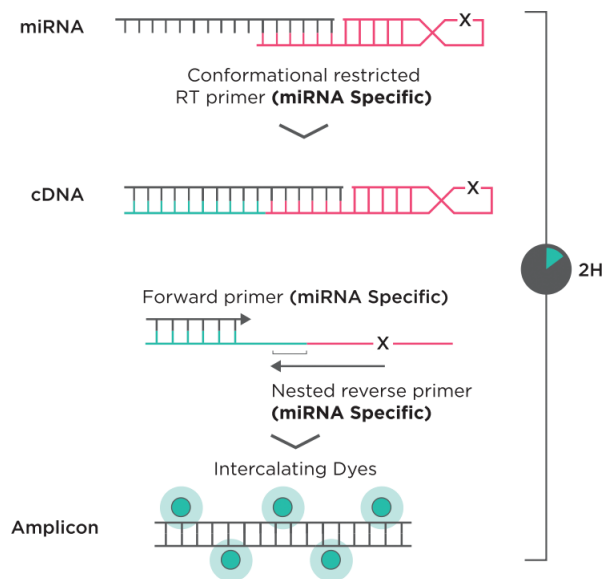 miRNA
X
Conformational restricted
RT primer (miRNA Specific)
cDNA
X
2H
Forward primer (miRNA Specific)
X
Nested reverse primer
(miRNA Specific)
Intercalating Dyes
Amplicon